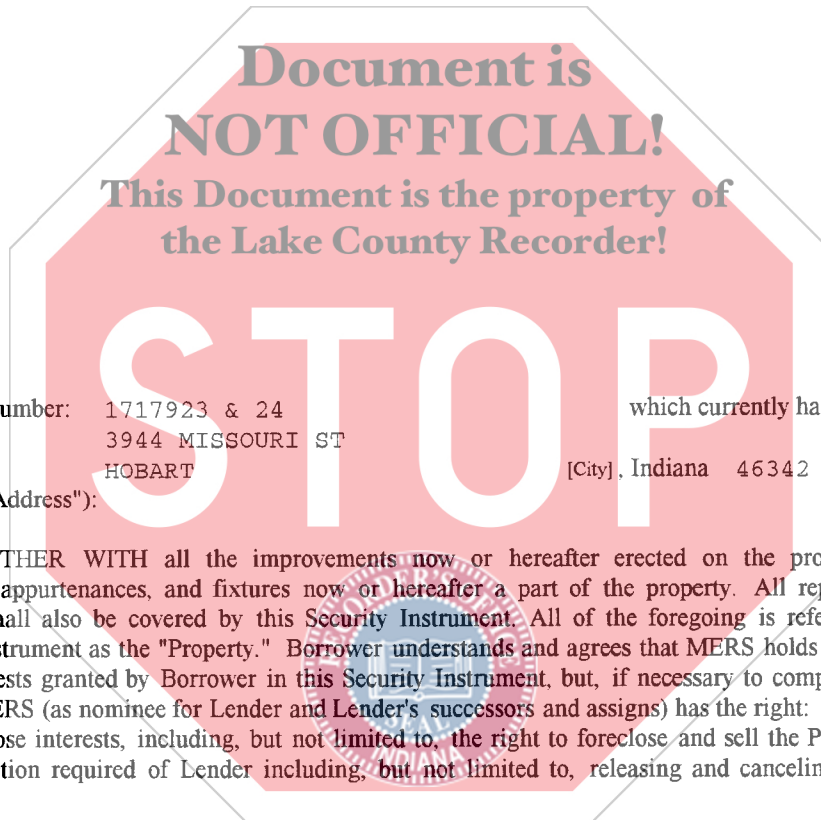 Document is
NOT OFFICIAL!
This Document is the property of
the Lake County Recorder!
STOP
umber: 1717923 & 24 which currently ha
3944 MISSOURI ST
HOBART [City] , Indiana 46342
Address"):
THER WITH all the improvements now or hereafter erected on the pro
appurtenances, and fixtures now or hereafter a part of the property. All rep
all also be covered by this Security Instrument. All of the foregoing is refe
strument as the "Property." Borrower understands and agrees that MERS holds
ests granted by Borrower in this Security Instrument, but, if necessary to comp
ERS (as nominee for Lender and Lender's successors and assigns) has the right:
ose interests, including, but not limited to, the right to foreclose and sell the P
tion required of Lender including, but not limited to, releasing and cancelin
RECORDER'S OFFICE
SEAL
INDIANA